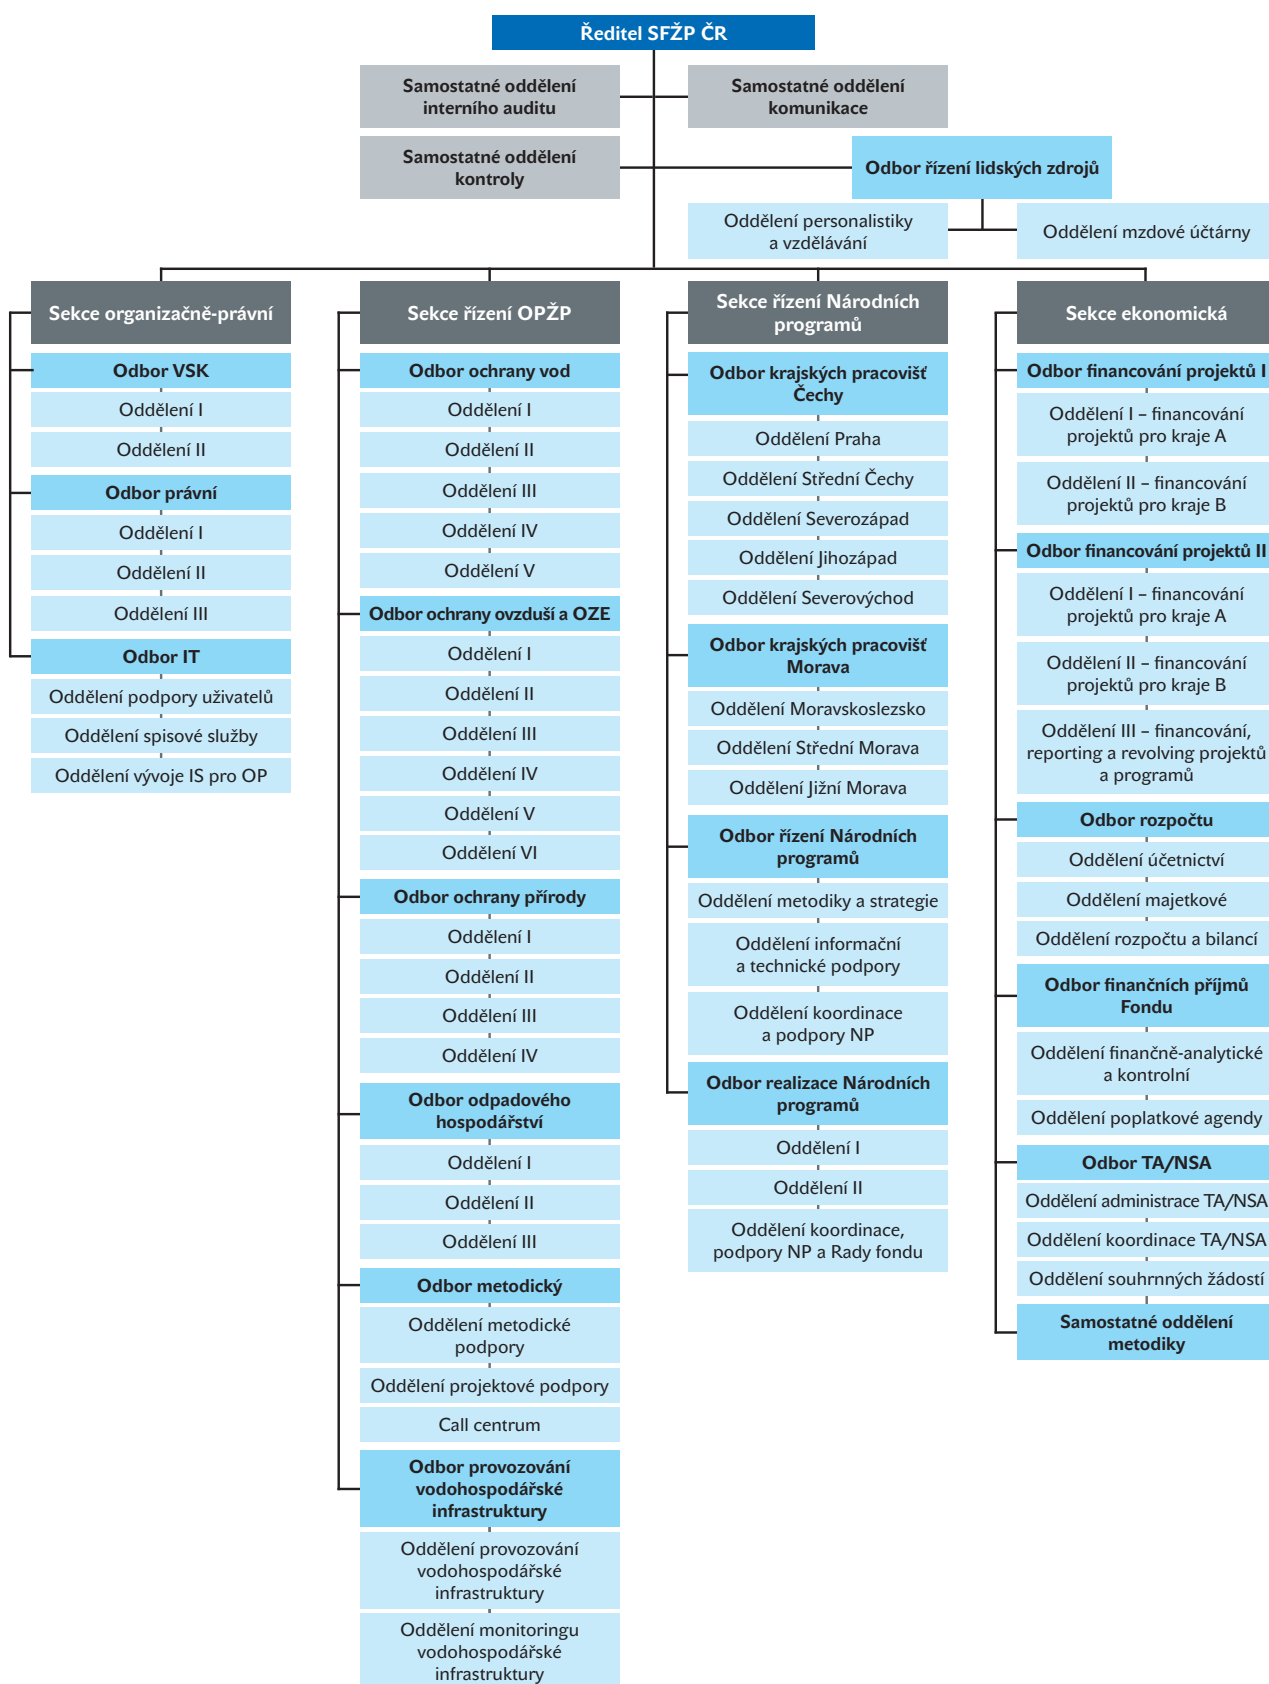 Ředitel SFŽP ČR
Samostatné oddělení
interního auditu
Samostatné oddělení
komunikace
Samostatné oddělení
kontroly
Odbor řízení lidských zdrojů
Oddělení personalistiky
a vzdělávání
Oddělení mzdové účtárny
Sekce organizačně-právní
Odbor VSK
Oddělení I
Oddělení II
Odbor právní
Oddělení I
Oddělení II
Oddělení III
Odbor IT
Oddělení podpory uživatelů
Oddělení spisové služby
Oddělení vývoje IS pro OP
Sekce řízení OPŽP
Odbor ochrany vod
Oddělení I
Oddělení II
Oddělení III
Oddělení IV
Oddělení V
Odbor ochrany ovzduší a OZE
Oddělení I
Oddělení II
Oddělení III
Oddělení IV
Oddělení V
Oddělení VI
Odbor ochrany přírody
Oddělení I
Oddělení II
Oddělení III
Oddělení IV
Odbor odpadového
hospodářství
Oddělení I
Oddělení II
Oddělení III
Odbor metodický
Oddělení metodické
podpory
Oddělení projektové podpory
Call centrum
Odbor provozování
vodohospodářské
infrastruktury
Oddělení provozování
vodohospodářské
infrastruktury
Oddělení monitoringu
vodohospodářské
infrastruktury
Sekce řízení Národních
programů
Odbor krajských pracovišť
Čechy
Oddělení Praha
Oddělení Střední Čechy
Oddělení Severozápad
Oddělení Jihozápad
Oddělení Severovýchod
Odbor krajských pracovišť
Morava
Oddělení Moravskoslezsko
Oddělení Střední Morava
Oddělení Jižní Morava
Odbor řízení Národních
programů
Oddělení metodiky a strategie
Oddělení informační
a technické podpory
Oddělení koordinace
a podpory NP
Odbor realizace Národních
programů
Oddělení I
Oddělení II
Oddělení koordinace,
podpory NP a Rady fondu
Sekce ekonomická
Odbor financování projektů I
Oddělení I – financování
projektů pro kraje A
Oddělení II – financování
projektů pro kraje B
Odbor financování projektů II
Oddělení I – financování
projektů pro kraje A
Oddělení II – financování
projektů pro kraje B
Oddělení III – financování,
reporting a revolving projektů
a programů
Odbor rozpočtu
Oddělení účetnictví
Oddělení majetkové
Oddělení rozpočtu a bilancí
Odbor finančních příjmů
Fondu
Oddělení finančně-analytické
a kontrolní
Oddělení poplatkové agendy
Odbor TA/NSA
Oddělení administrace TA/NSA
Oddělení koordinace TA/NSA
Oddělení souhrnných žádostí
Samostatné oddělení
metodiky